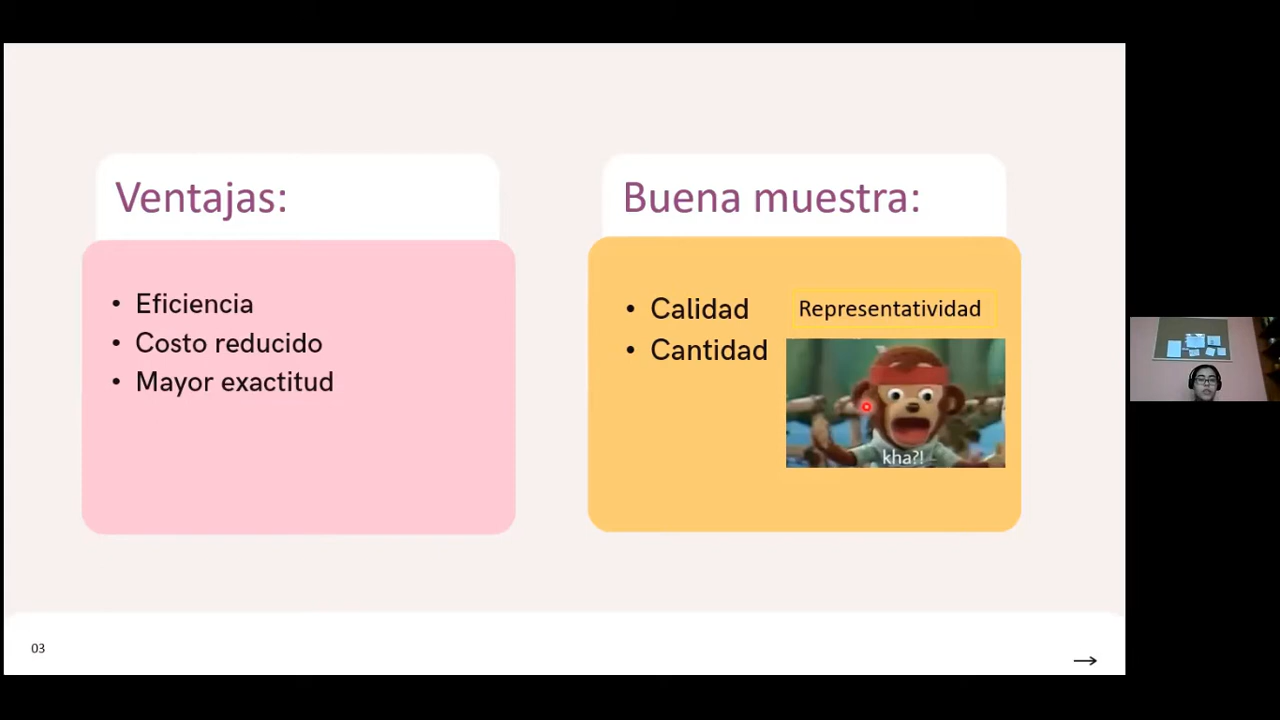 Ventajas:
• Eficiencia
• Costo reducido
• Mayor exactitud
Buena muestra:
• Calidad
• Cantidad
Representatividad
kha?!
03